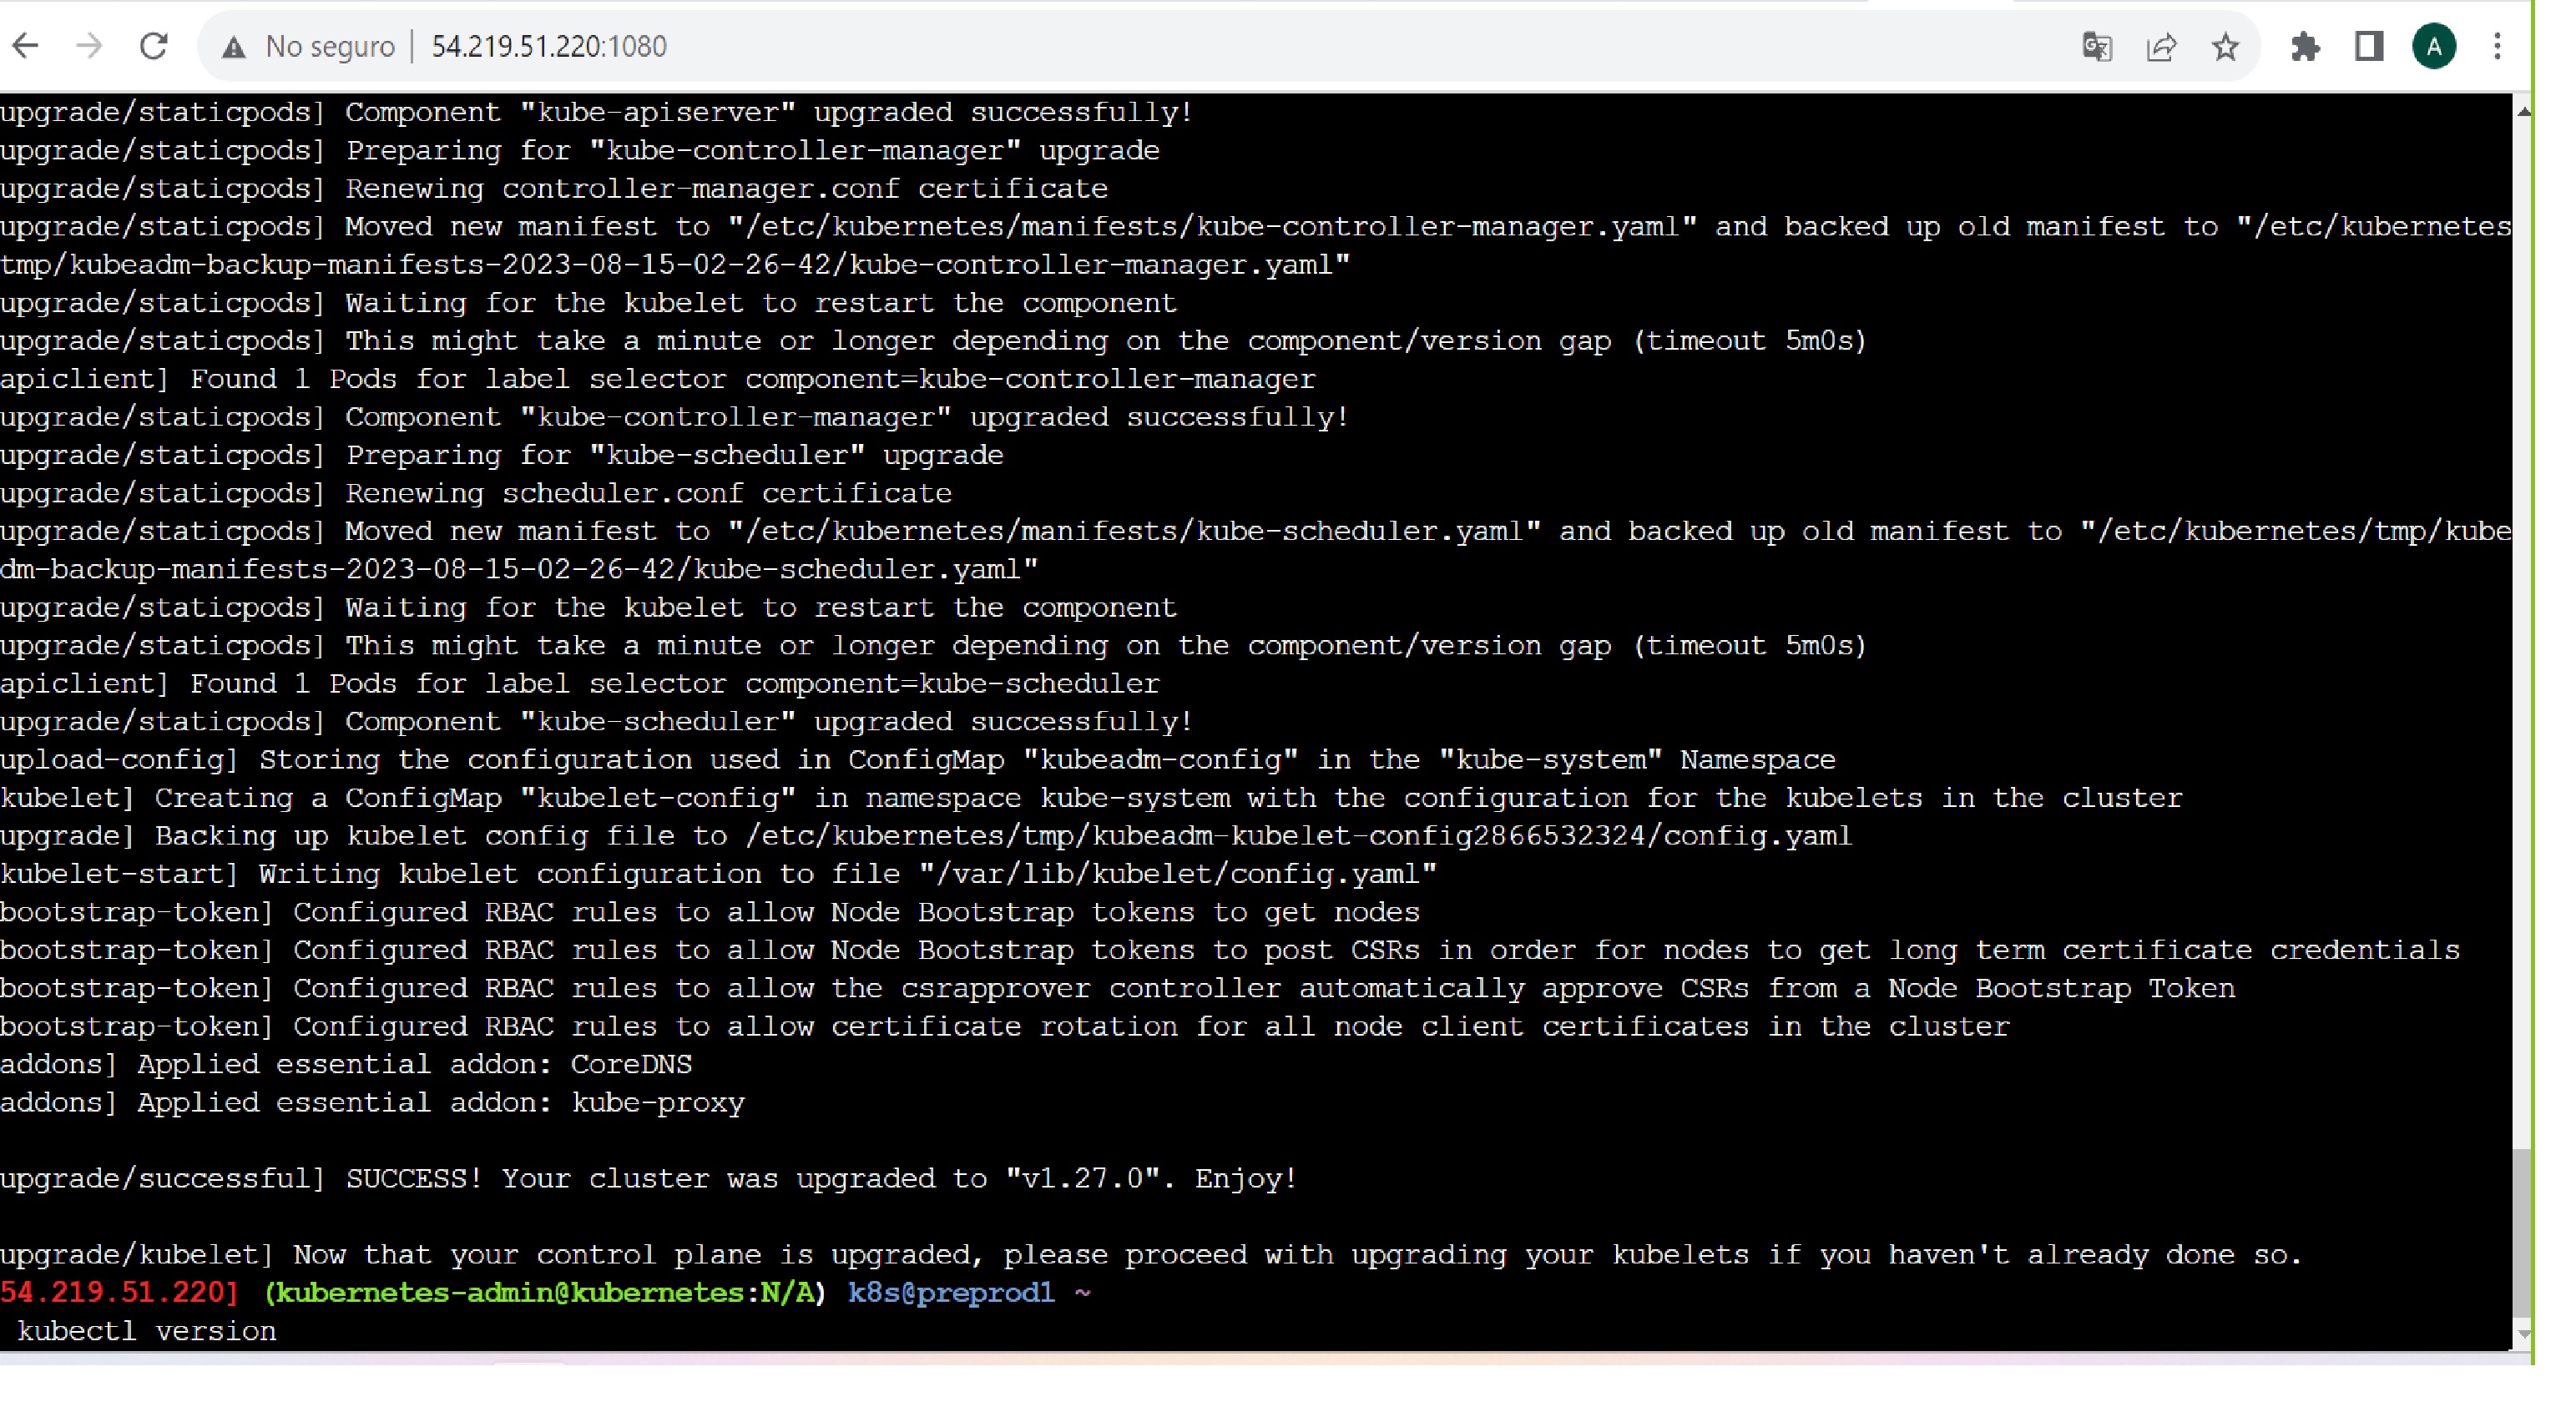 No seguro | 54.219.51.220:1080
A
upgrade/staticpods] Component "kube-apiserver" upgraded successfully!
upgrade/staticpods] Preparing for "kube-controller-manager" upgrade
upgrade/staticpods] Renewing controller-manager.conf certificate
upgrade/staticpods] Moved new manifest to "/etc/kubernetes/manifests/kube-controller-manager.yaml" and backed up old manifest to "/etc/kubernetes
tmp/kubeadm-backup-manifests-2023-08-15-02-26-42/kube-controller-manager.yaml"
upgrade/staticpods] Waiting for the kubelet to restart the component
upgrade/staticpods] This might take a minute or longer depending on the component/version gap (timeout 5m0s)
apiclient] Found 1 Pods for label selector component=kube-controller-manager
upgrade/staticpods] Component "kube-controller-manager" upgraded successfully!
upgrade/staticpods] Preparing for "kube-scheduler" upgrade
upgrade/staticpods] Renewing scheduler.conf certificate
upgrade/staticpods] Moved new manifest to "/etc/kubernetes/manifests/kube-scheduler.yaml" and backed up old manifest to "/etc/kubernetes/tmp/kube
dm-backup-manifests-2023-08-15-02-26-42/kube-scheduler.yaml"
upgrade/staticpods] Waiting for the kubelet to restart the component
upgrade/staticpods] This might take a minute or longer depending on the component/version gap (timeout 5m0s)
apiclient] Found 1 Pods for label selector component=kube-scheduler
upgrade/staticpods] Component "kube-scheduler" upgraded successfully!
upload-config] Storing the configuration used in ConfigMap "kubeadm-config" in the "kube-system" Namespace
kubelet] Creating a ConfigMap "kubelet-config" in namespace kube-system with the configuration for the kubelets in the cluster
upgrade] Backing up kubelet config file to /etc/kubernetes/tmp/kubeadm-kubelet-config2866532324/config.yaml
kubelet-start] Writing kubelet configuration to file "/var/lib/kubelet/config.yaml"
bootstrap-token] Configured RBAC rules to allow Node Bootstrap tokens to get nodes
bootstrap-token] Configured RBAC rules to allow Node Bootstrap tokens to post CSRs in order for nodes to get long term certificate credentials
bootstrap-token] Configured RBAC rules to allow the csrapprover controller automatically approve CSRs from a Node Bootstrap Token
bootstrap-token] Configured RBAC rules to allow certificate rotation for all node client certificates in the cluster
addons] Applied essential addon: CoreDNS
addons] Applied essential addon: kube-proxy
upgrade/successful] SUCCESS! Your cluster was upgraded to "v1.27.0". Enjoy!
upgrade/kubelet] Now that your control plane is upgraded, please proceed with upgrading your kubelets if you haven't already done so.
54.219.51.220] (kubernetes-admin@kubernetes:N/A) k8s@preprod1 ~
kubectl version